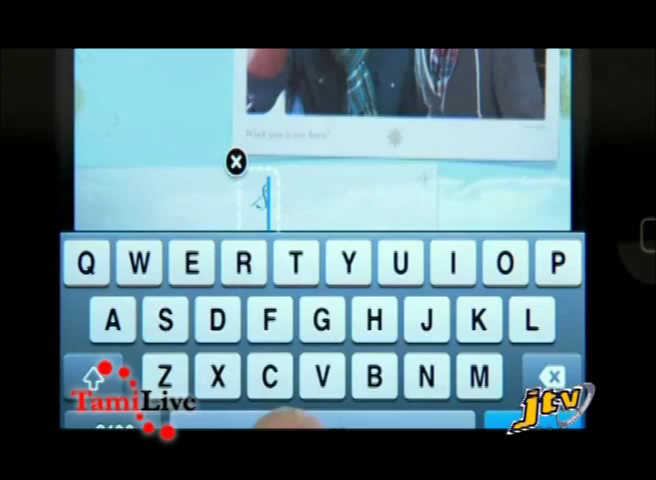 Wish you were here!
S
Q W E R T Y U I O P
A S D F G H J K L
Z X C V B N M
TamiLive
jtv